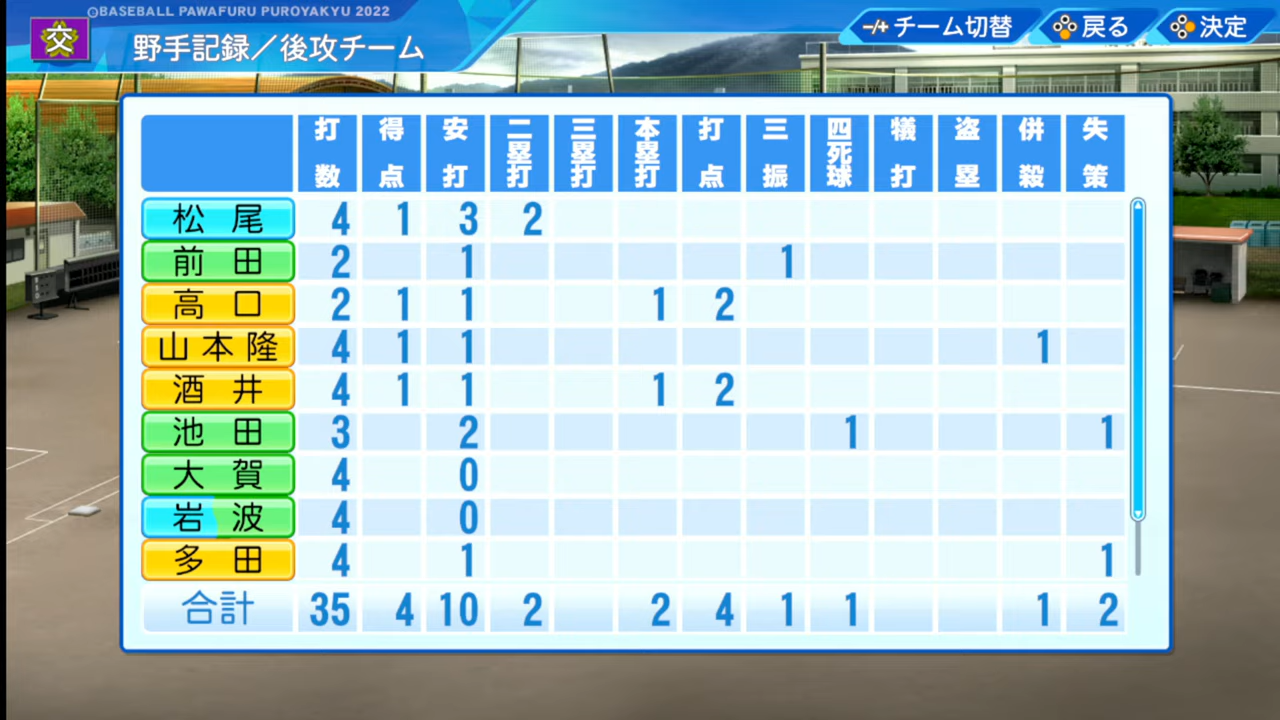 ©BASEBALL PAWAFURU PUROYAKYU 2022
交 野手記録／後攻チーム -/+ チーム切替 戻る 決定
打数 得点 安打 二塁打 三塁打 本塁打 打点 三振 四死球 犠打 盗塁 併殺 失策
松尾 4 1 3 2
前田 2 1 1
高口 2 1 1 1 2
山本隆 4 1 1 1
酒井 4 1 1 1 2
池田 3 2 1 1
大賀 4 0
岩波 4 0
多田 4 1 1
合計 35 4 10 2 2 4 1 1 1 2